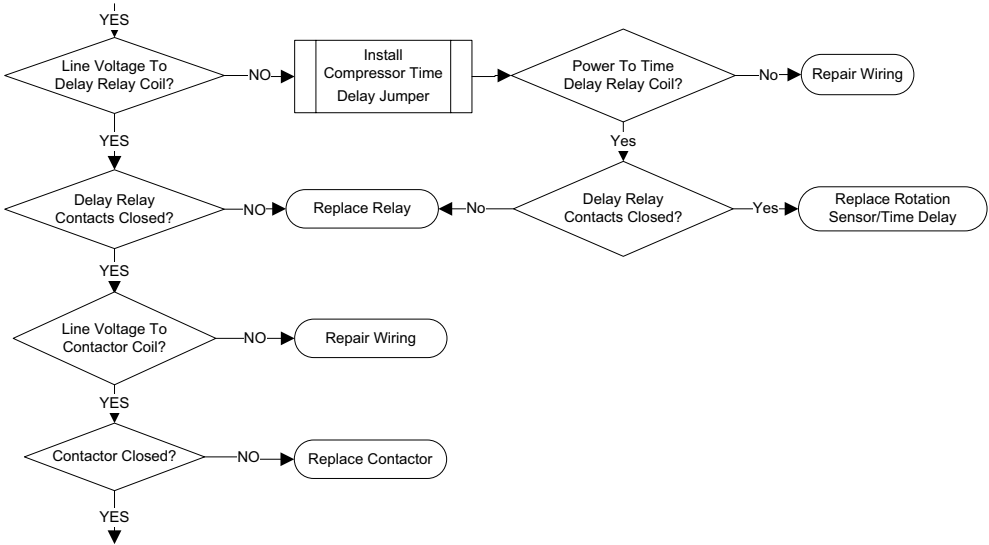 YES
Line Voltage To
Delay Relay Coil?
NO
Install
Compressor Time
Delay Jumper
Power To Time
Delay Relay Coil?
No
Repair Wiring
YES
Yes
Delay Relay
Contacts Closed?
NO
Replace Relay
No
Delay Relay
Contacts Closed?
Yes
Replace Rotation
Sensor/Time Delay
YES
Line Voltage To
Contactor Coil?
NO
Repair Wiring
YES
Contactor Closed?
NO
Replace Contactor
YES